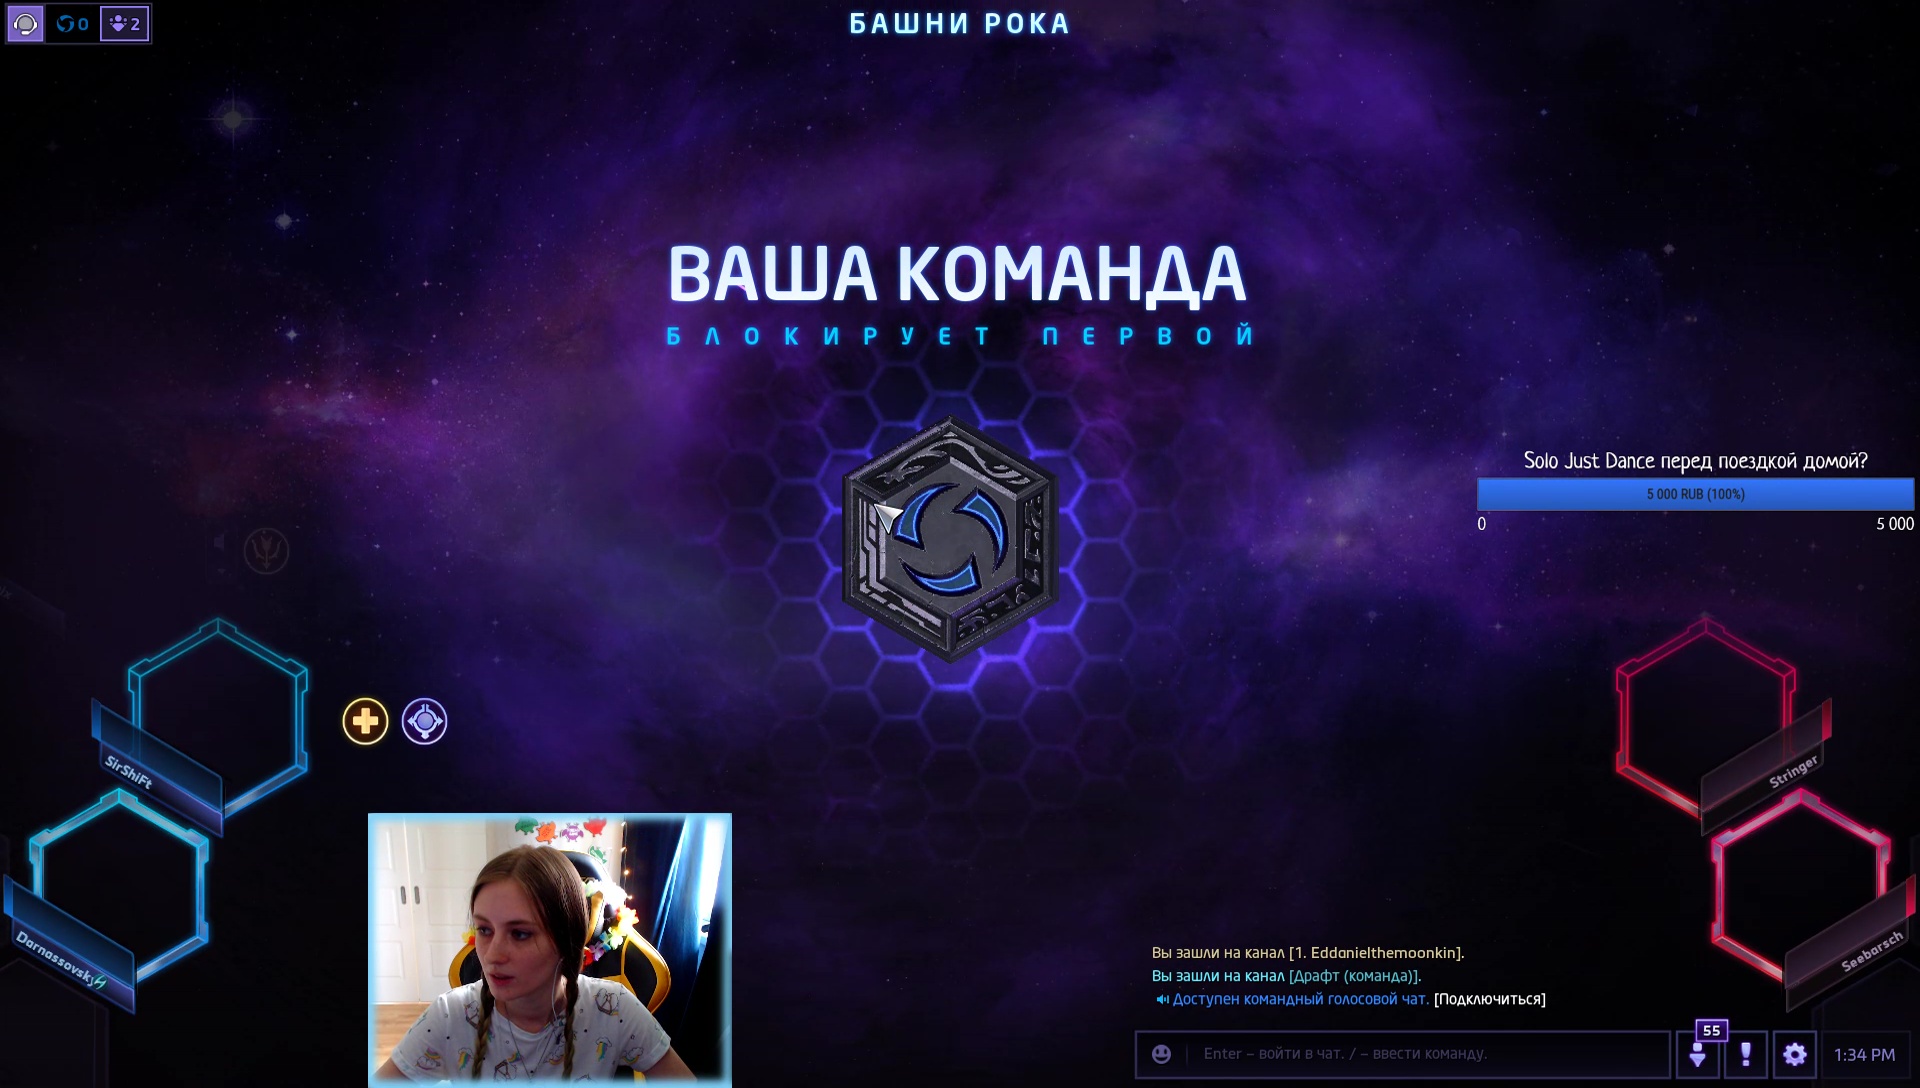 0
2
БАШНИ РОКА
ВАША КОМАНДА
БЛОКИРУЕТ ПЕРВОЙ
Solo Just Dance перед поездкой домой?
5 000 RUB (100%)
0
5 000
SirShiFt
Stringer
Darnassovsky
Seebarsch
Вы зашли на канал [1. Eddanielthemoonkin].
Вы зашли на канал [Драфт (команда)].
Доступен командный голосовой чат. [Подключиться]
55
Enter – войти в чат. / – ввести команду.
1:34 PM